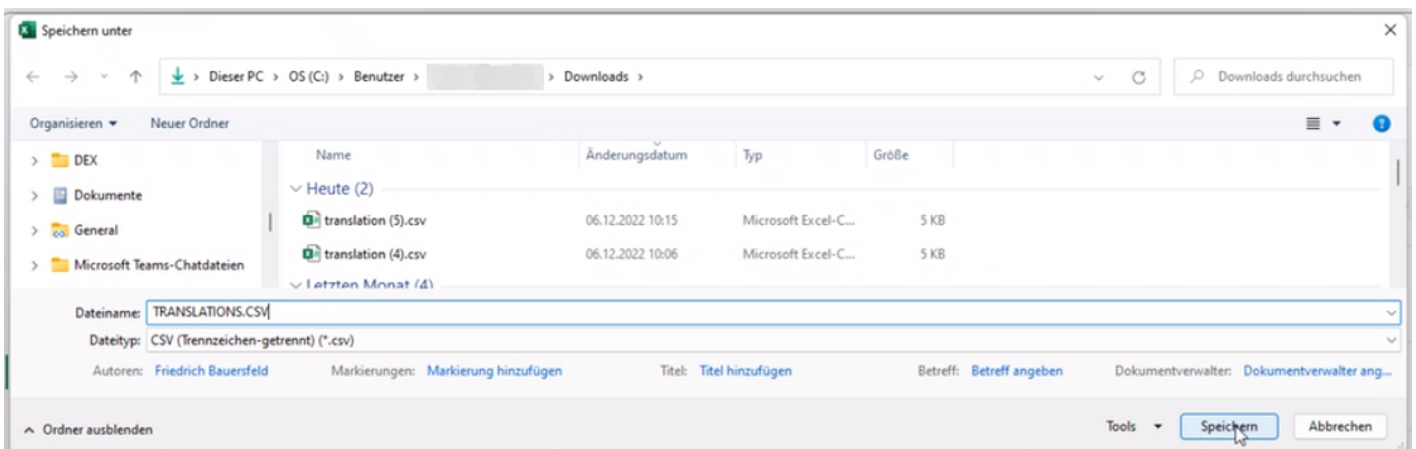 Speichern unter
Dieser PC > OS (C:) > Benutzer > > Downloads >
Downloads durchsuchen
Organisieren Neuer Ordner
Name Änderungsdatum Typ Größe
DEX
Dokumente
General
Microsoft Teams-Chatdateien
Heute (2)
translation (5).csv 06.12.2022 10:15 Microsoft Excel-C... 5 KB
translation (4).csv 06.12.2022 10:06 Microsoft Excel-C... 5 KB
Letzten Monat (4)
Dateiname: TRANSLATIONS.CSV
Dateityp: CSV (Trennzeichen-getrennt) (*.csv)
Autoren: Friedrich Bauersfeld Markierungen: Markierung hinzufügen Titel: Titel hinzufügen Betreff: Betreff angeben Dokumentverwalter: Dokumentverwalter ang...
Ordner ausblenden Tools Speichern Abbrechen